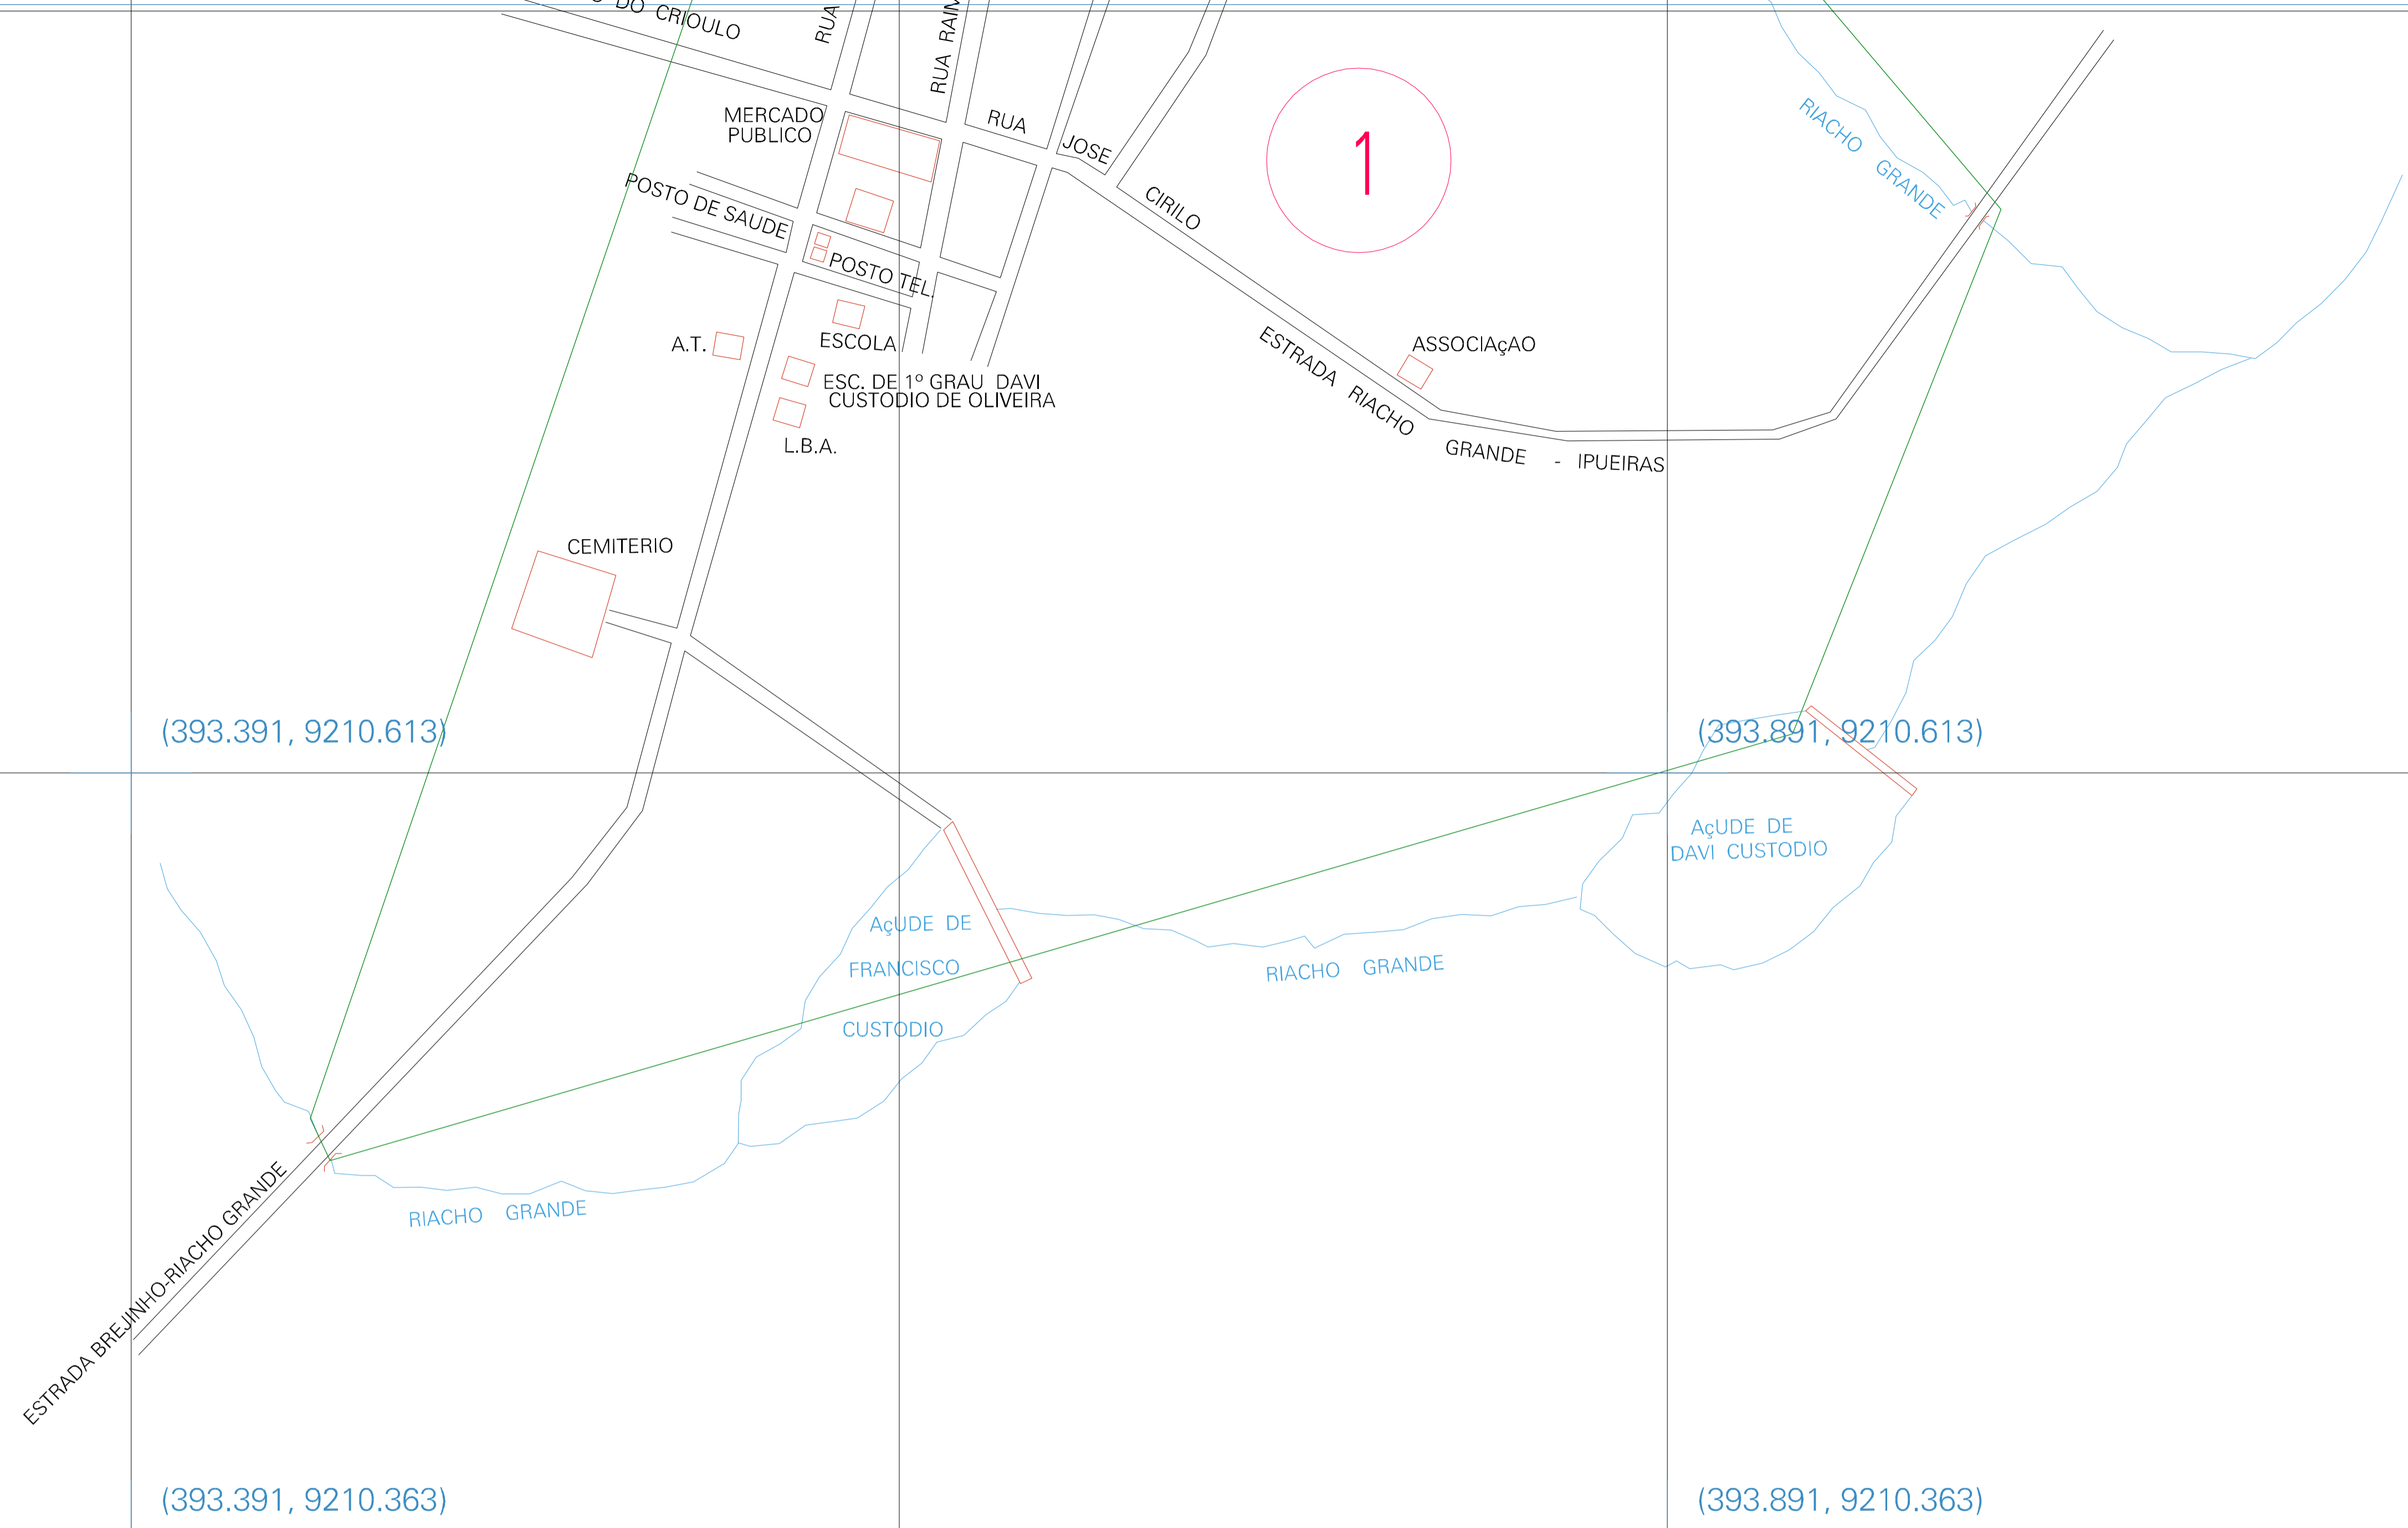 DO CRIOULO
RUA
RUA
MERCADO
PUBLICO
RUA
JOSE
CIRILO
1
RIACHO GRANDE
POSTO DE SAUDE
POSTO TEL.
A.T.
ESCOLA
ESC. DE 1º GRAU DAVI
CUSTODIO DE OLIVEIRA
L.B.A.
ASSOCIAçAO
ESTRADA RIACHO GRANDE - IPUEIRAS
CEMITERIO
(393.391, 9210.613)
(393.891, 9210.613)
AçUDE DE
DAVI CUSTODIO
AçUDE DE
FRANCISCO
CUSTODIO
RIACHO GRANDE
RIACHO GRANDE
ESTRADA BREJINHO-RIACHO GRANDE
(393.391, 9210.363)
(393.891, 9210.363)